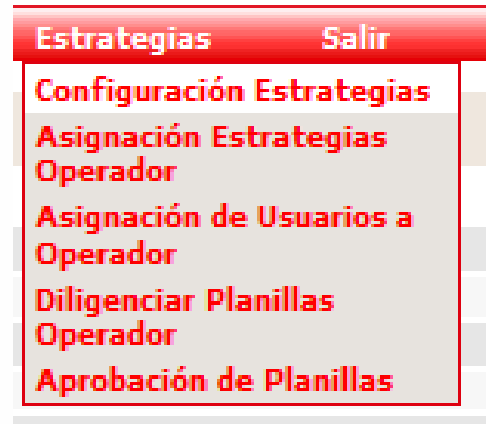 Estrategias Salir
Configuración Estrategias
Asignación Estrategias
Operador
Asignación de Usuarios a
Operador
Diligenciar Planillas
Operador
Aprobación de Planillas